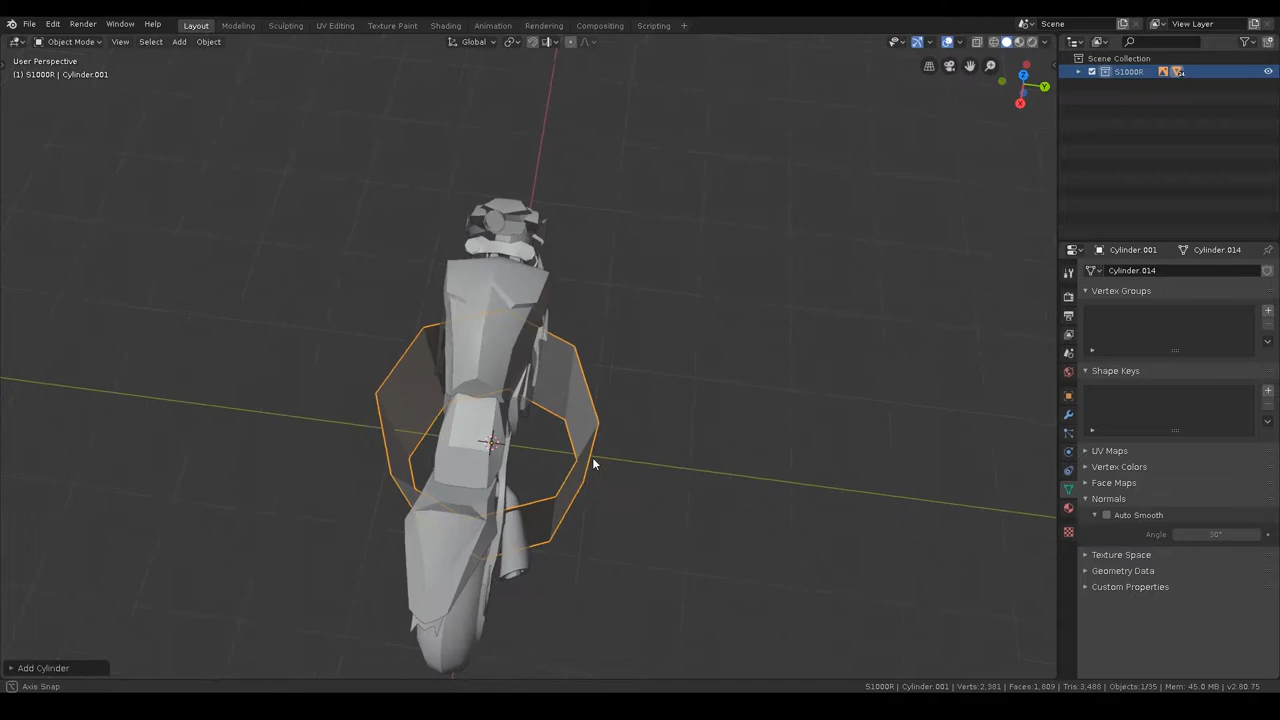 File Edit Render Window Help Layout Modeling Sculpting UV Editing Texture Paint Shading Animation Rendering Compositing Scripting + Scene View Layer
Object Mode View Select Add Object Global
User Perspective
(1) S1000R | Cylinder.001
Z
Y
X
Scene Collection
S1000R
Cylinder.001 Cylinder.014
Cylinder.014
Vertex Groups
Shape Keys
UV Maps
Vertex Colors
Face Maps
Normals
Auto Smooth
Angle 30°
Texture Space
Geometry Data
Custom Properties
Add Cylinder
Axis Snap S1000R | Cylinder.001 | Verts:2,381 | Faces:1,809 | Tris:3,488 | Objects:1/35 | Mem: 45.0 MB | v2.80.75